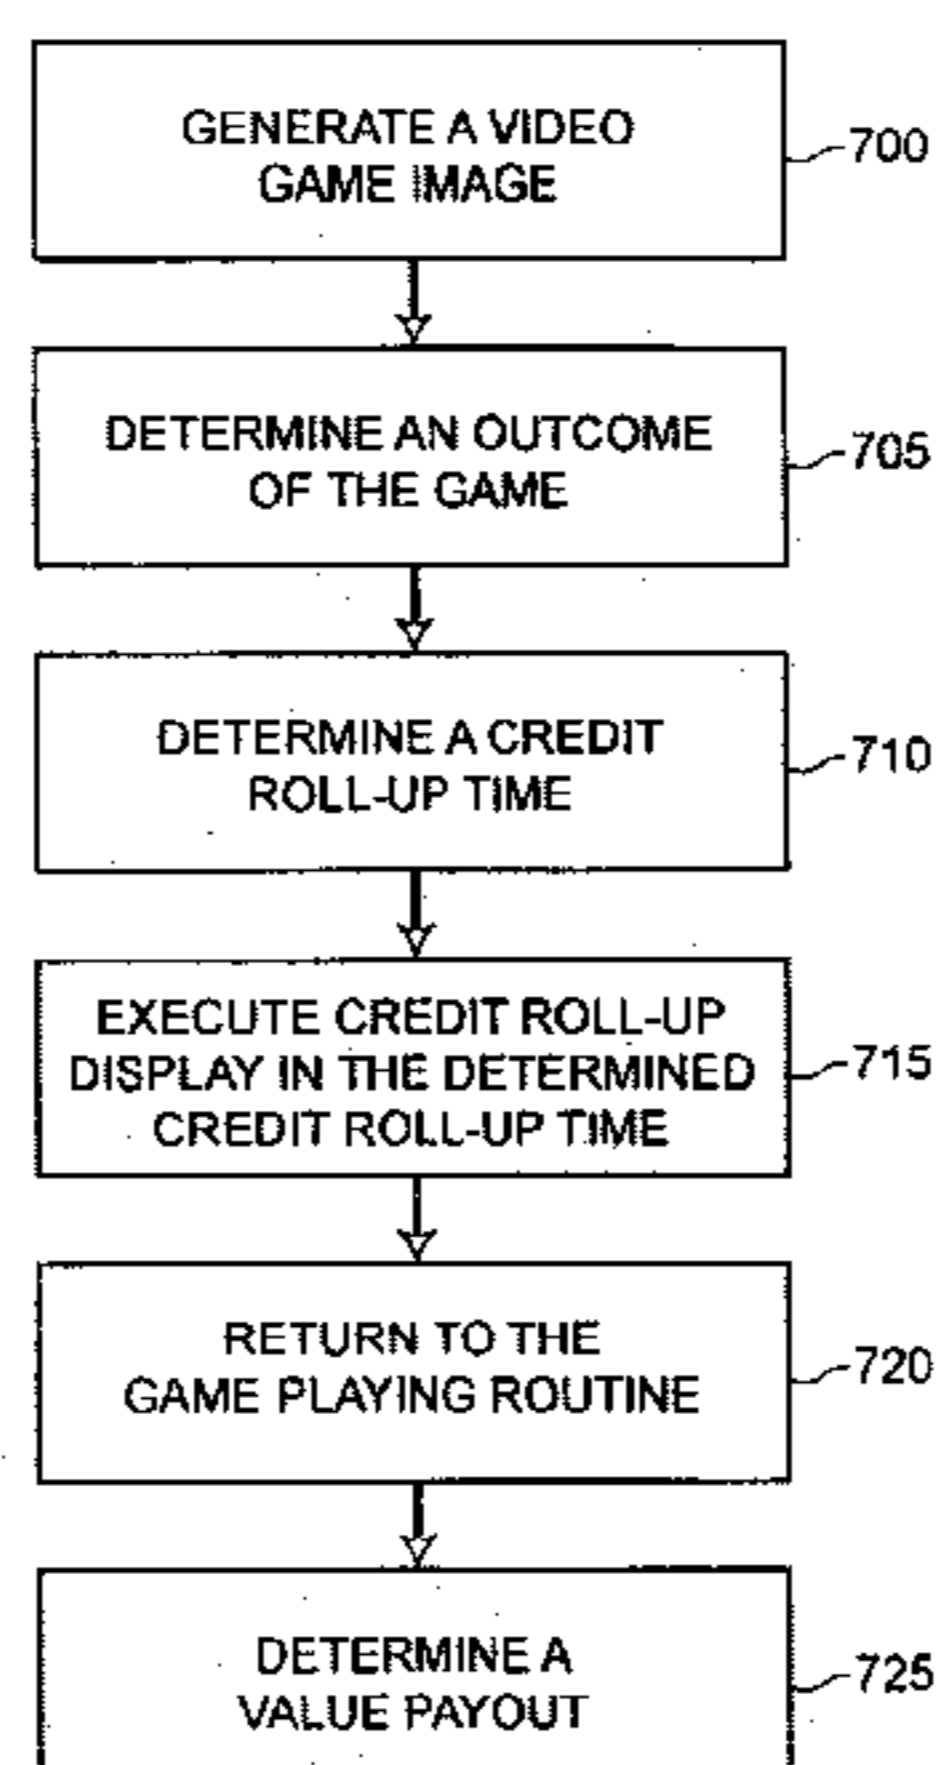 GENERATE A VIDEO
GAME IMAGE
700
DETERMINE AN OUTCOME
OF THE GAME
705
DETERMINE A CREDIT
ROLL-UP TIME
710
EXECUTE CREDIT ROLL-UP
DISPLAY IN THE DETERMINED
CREDIT ROLL-UP TIME
715
RETURN TO THE
GAME PLAYING ROUTINE
720
DETERMINE A
VALUE PAYOUT
725